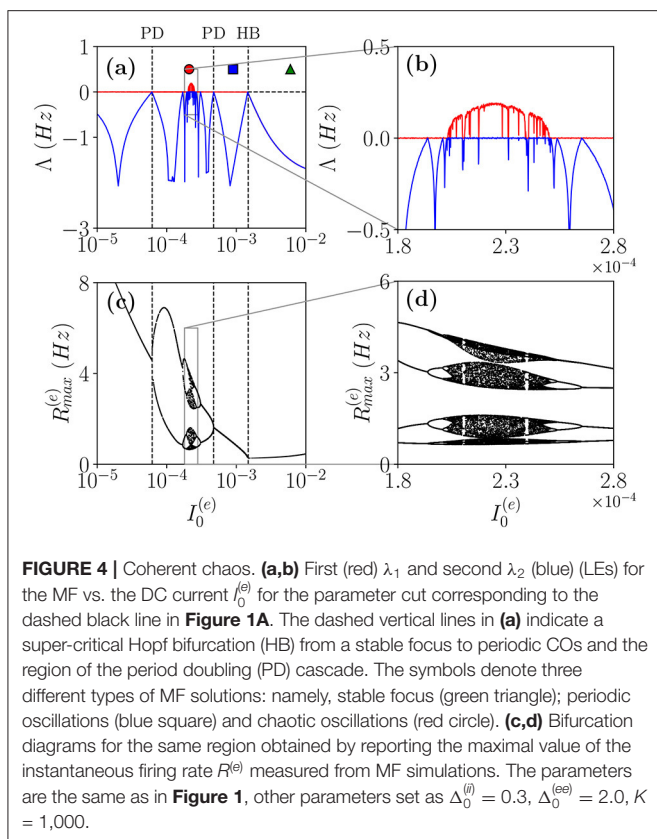 PD PD HB
(a) (b)
1
0
−1
−3
Λ (Hz)
10⁻⁵ 10⁻⁴ 10⁻³ 10⁻²
0.5
0.0
−0.5
Λ (Hz)
1.8 2.3 2.8
×10⁻⁴
(c) (d)
8
4
0
R_max^(e) (Hz)
10⁻⁵ 10⁻⁴ 10⁻³ 10⁻²
I_0^(e)
6
3
0
R_max^(e) (Hz)
1.8 2.3 2.8
×10⁻⁴
I_0^(e)
FIGURE 4 | Coherent chaos. (a,b) First (red) λ₁ and second λ₂ (blue) (LEs) for
the MF vs. the DC current I_0^(e) for the parameter cut corresponding to the
dashed black line in Figure 1A. The dashed vertical lines in (a) indicate a
super-critical Hopf bifurcation (HB) from a stable focus to periodic COs and the
region of the period doubling (PD) cascade. The symbols denote three
different types of MF solutions: namely, stable focus (green triangle); periodic
oscillations (blue square) and chaotic oscillations (red circle). (c,d) Bifurcation
diagrams for the same region obtained by reporting the maximal value of the
instantaneous firing rate R^(e) measured from MF simulations. The parameters
are the same as in Figure 1, other parameters set as Δ_0^(ii) = 0.3, Δ_0^(ee) = 2.0, K
= 1,000.